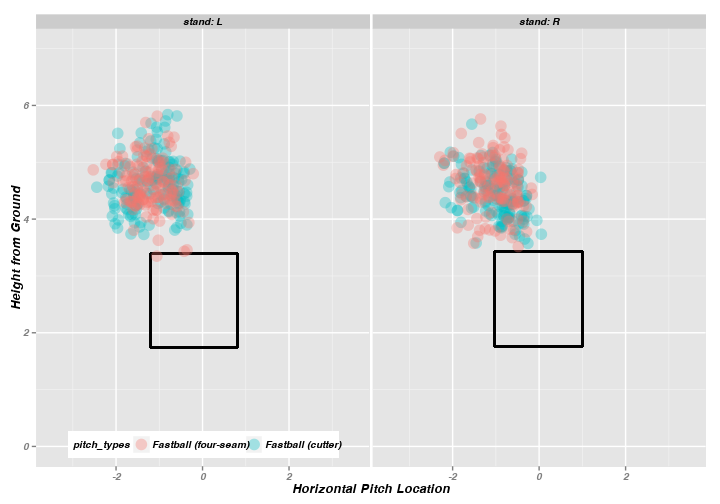 stand: L
stand: R
Height from Ground
6
4
2
0
pitch_types Fastball (four-seam) Fastball (cutter)
-2 0 2 -2 0 2
Horizontal Pitch Location